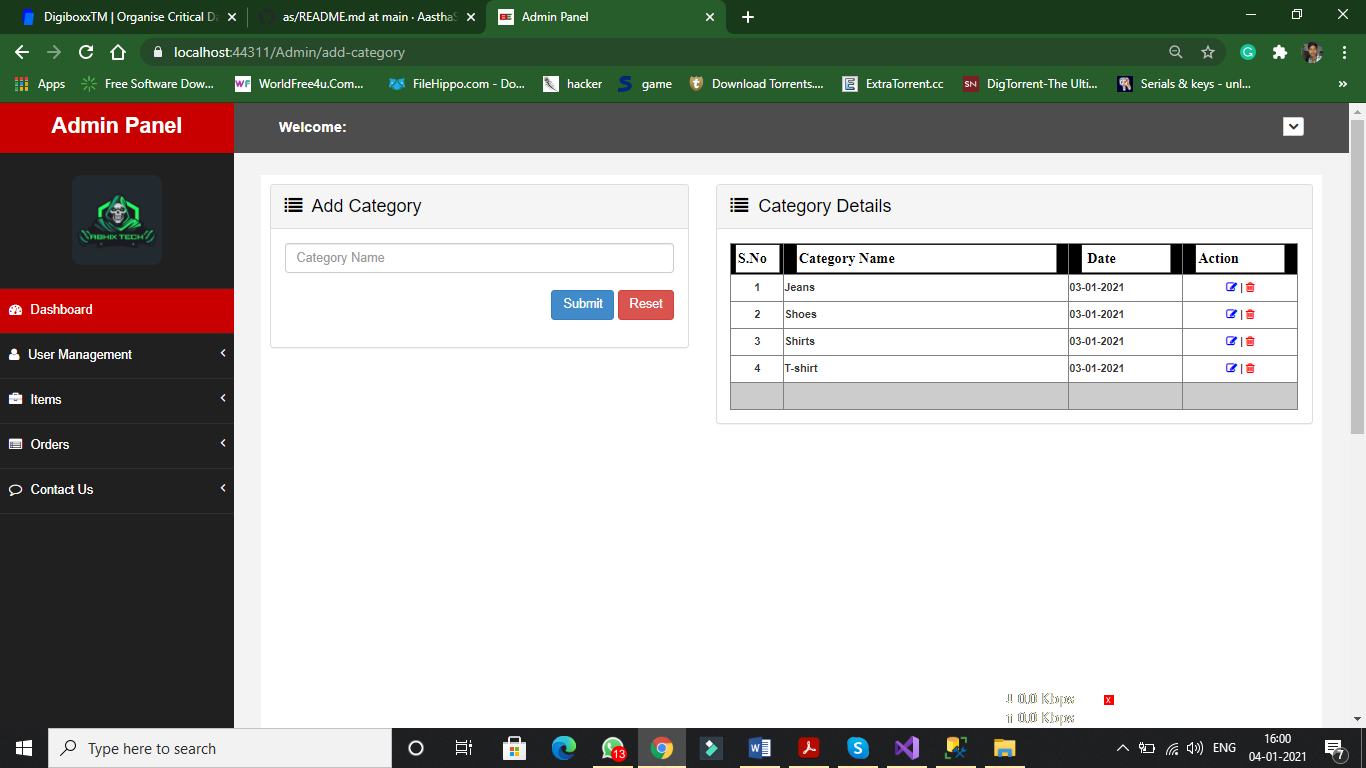 DigiboxxTM | Organise Critical Da
as/README.md at main · AasthaS
Admin Panel
localhost:44311/Admin/add-category
Apps
Free Software Dow...
WorldFree4u.Com...
FileHippo.com - Do...
hacker
game
Download Torrents....
ExtraTorrent.cc
DigTorrent-The Ulti...
Serials & keys - unl...
»
Admin Panel
Welcome:
ABHIX TECH
Dashboard
User Management
Items
Orders
Contact Us
Add Category
Category Name
Submit Reset
Category Details
S.No Category Name Date Action
1 Jeans 03-01-2021 |
2 Shoes 03-01-2021 |
3 Shirts 03-01-2021 |
4 T-shirt 03-01-2021 |
↓ 0.0 Kbps X
↑ 0.0 Kbps
Type here to search
13
ENG
16:00
04-01-2021
7